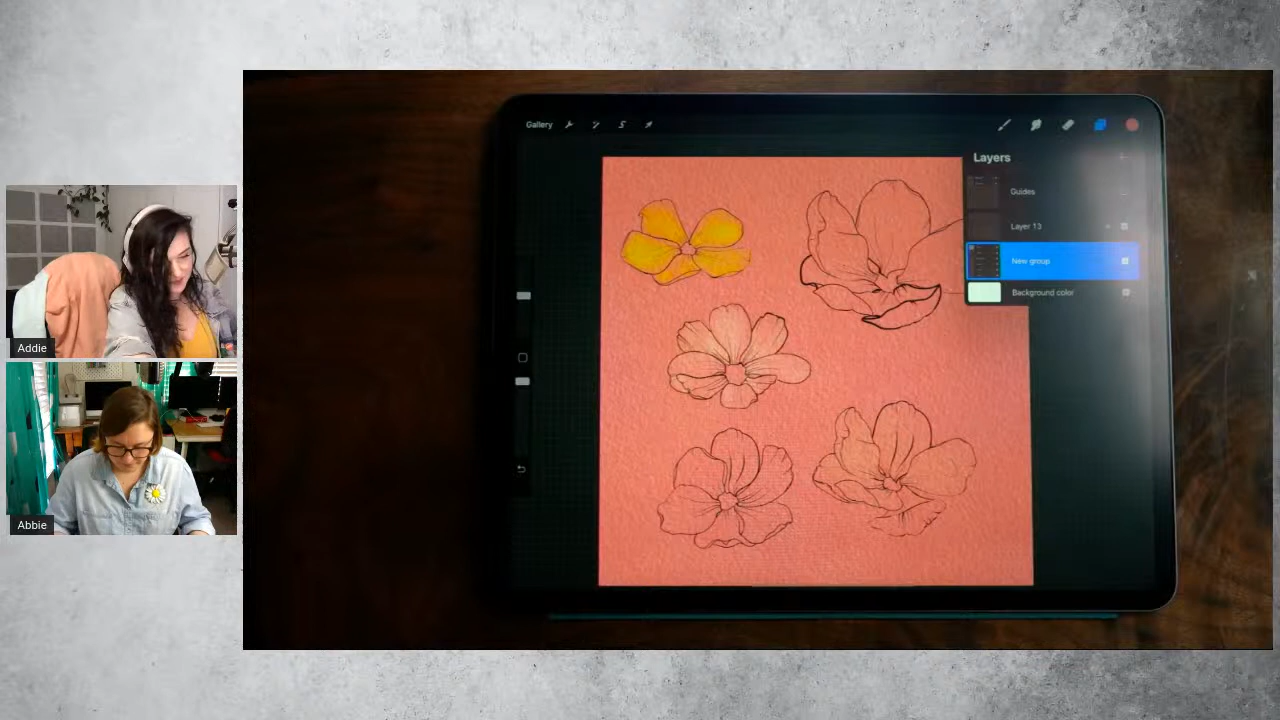 Gallery
Layers
Guides
Layer 13
New group
Background color
Addie
Abbie